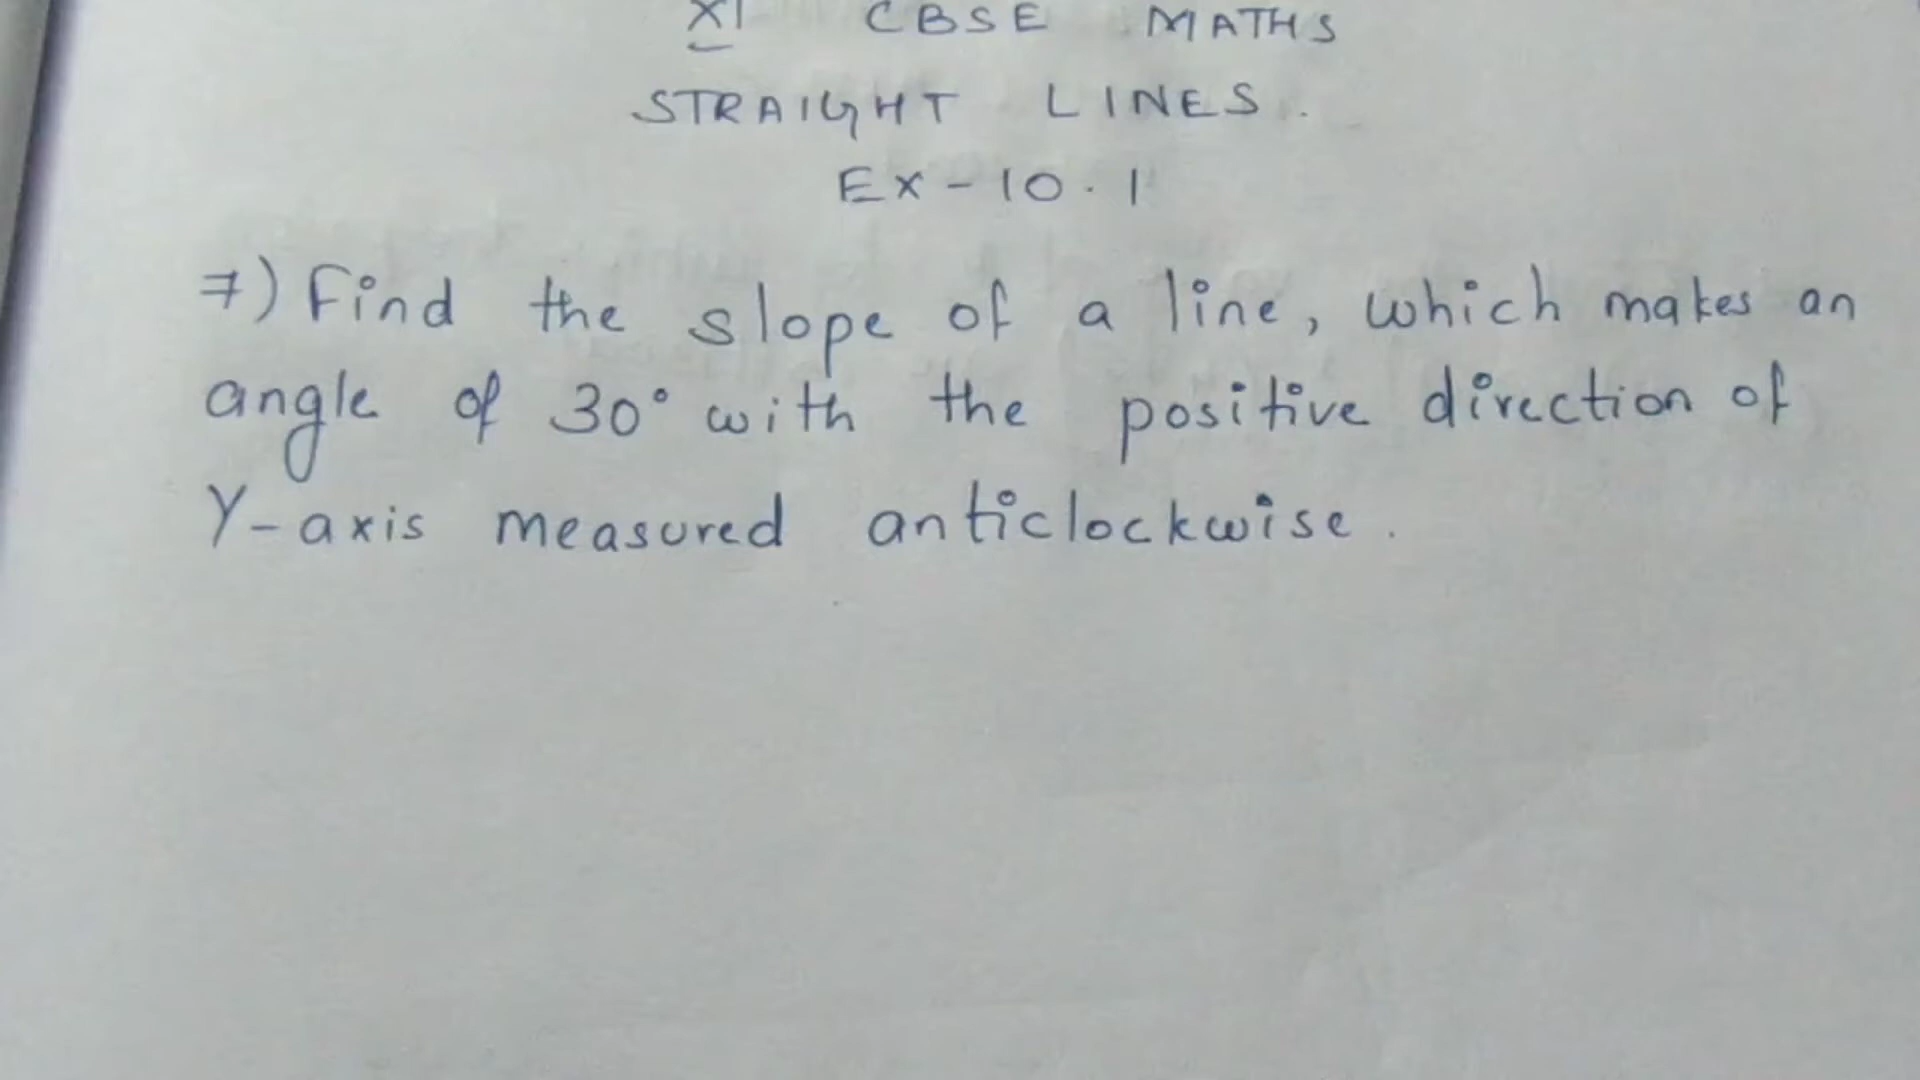 XI CBSE MATHS
STRAIGHT LINES.
Ex-10.1
7) Find the slope of a line, which makes an
angle of 30° with the positive direction of
Y-axis measured anticlockwise.